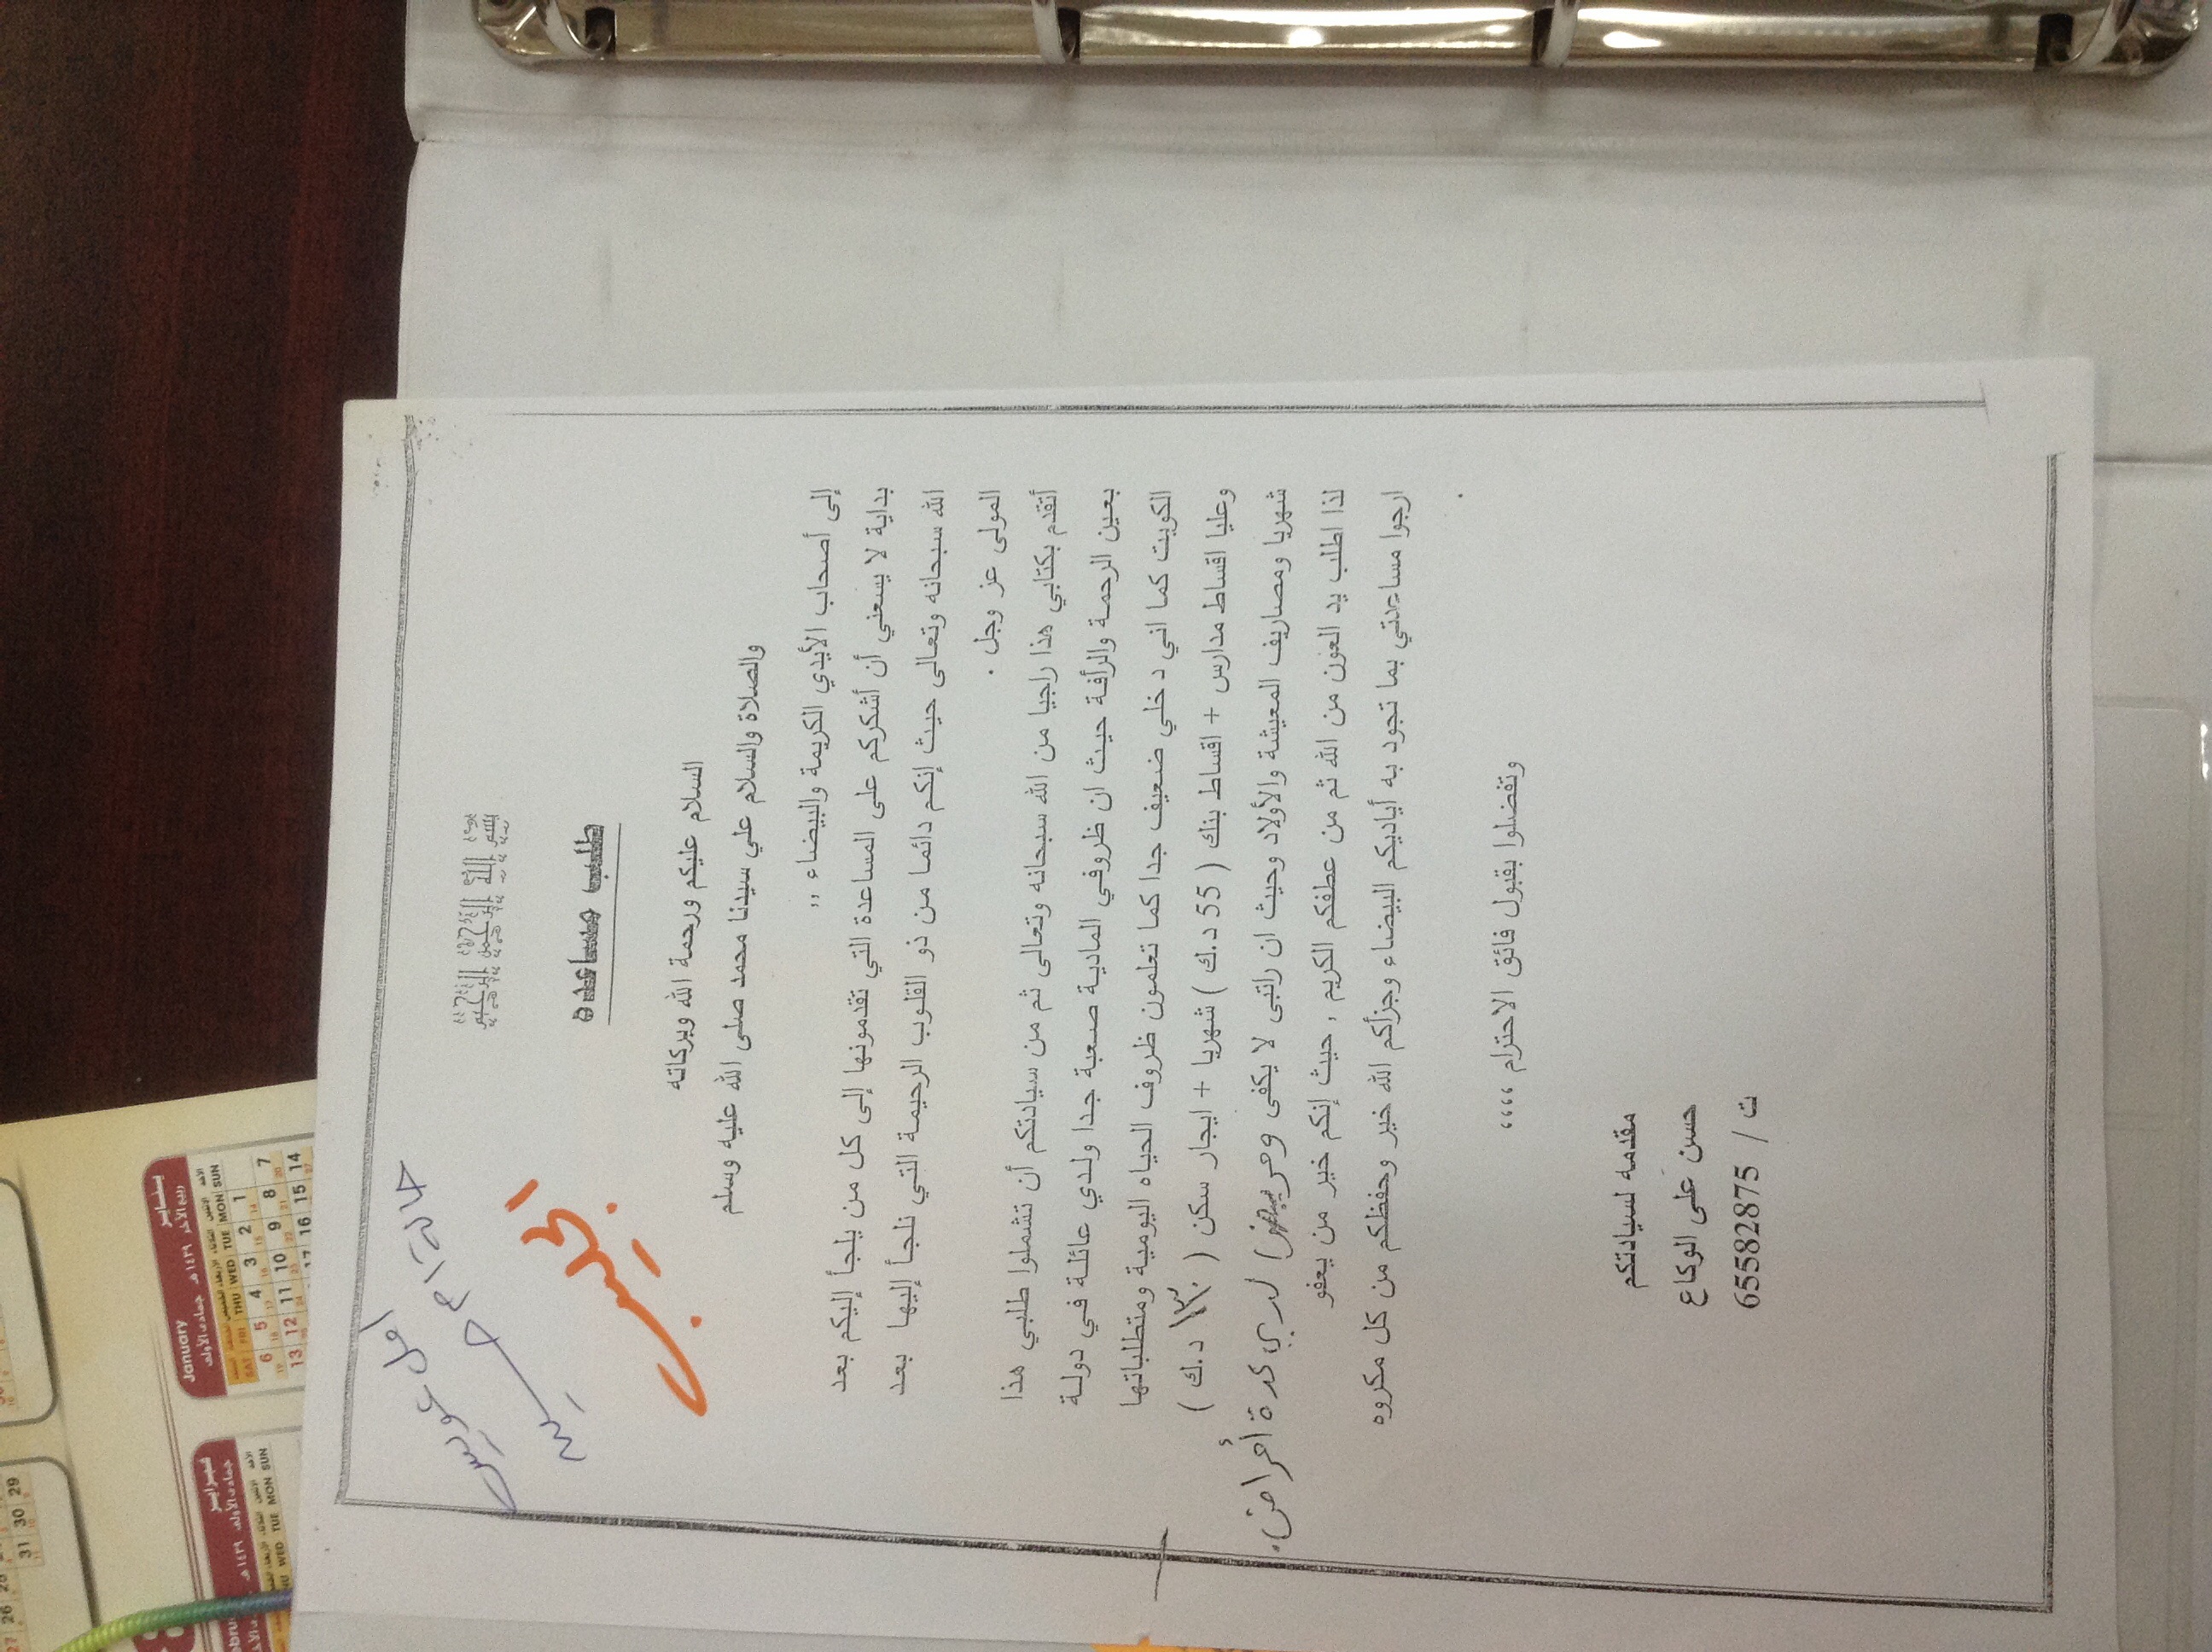 27 26 25
31 30 29
يناير
January
ربيع الآخر ١٤٣٩هـ جمادى الأولى
الأحد الاثنين الثلاثاء الأربعاء الخميس الجمعة السبت
SAT FRI THU WED TUE MON SUN
6 5 4 3 2 1
13 12 11 10 9 8 7
17 16 15 14
فبراير
جمادى الأولى ١٤٣٩هـ
WED TUE MON SUN
امل عويس
حالة ام حسين
الجليب
بسم الله الرحمن الرحيم
طلب مساعده
السلام عليكم ورحمة الله وبركاته
والصلاة والسلام علي سيدنا محمد صلى الله عليه وسلم
إلى أصحاب الأيدي الكريمة والبيضاء ,,
بداية لا يسعني أن أشكركم على المساعدة التي تقدمونها إلى كل من يلجأ إليكم بعد
الله سبحانه وتعالى حيث إنكم دائما من ذو القلوب الرحيمة التي نلجأ إليها بعد
المولى عز وجل .
أتقدم بكتابي هذا راجيا من الله سبحانه وتعالى ثم من سيادتكم أن تشملوا طلبي هذا
بعين الرحمة والرأفة حيث ان ظروفي المادية صعبة جدا ولدي عائلة في دولة
الكويت كما اني دخلي ضعيف جدا كما تعلمون ظروف الحياه اليومية ومتطلباتها
وعليا اقساط مدارس + اقساط بنك ( 55 د.ك ) شهريا + ايجار سكن ( ١٣٠ د.ك )
شهريا ومصاريف المعيشة والأولاد وحيث ان راتبى لا يكفى ومريض لدي عدة أمراض.
لذا اطلب يد العون من الله ثم من عطفكم الكريم , حيث إنكم خير من يعفو
ارجوا مساعدتي بما تجود به أياديكم البيضاء وجزأكم الله خير وحفظكم من كل مكروه
.
وتفضلوا بقبول فائق الاحترام ،،،،
مقدمه لسيادتكم
حسن على الوكاع
ت / 65582875